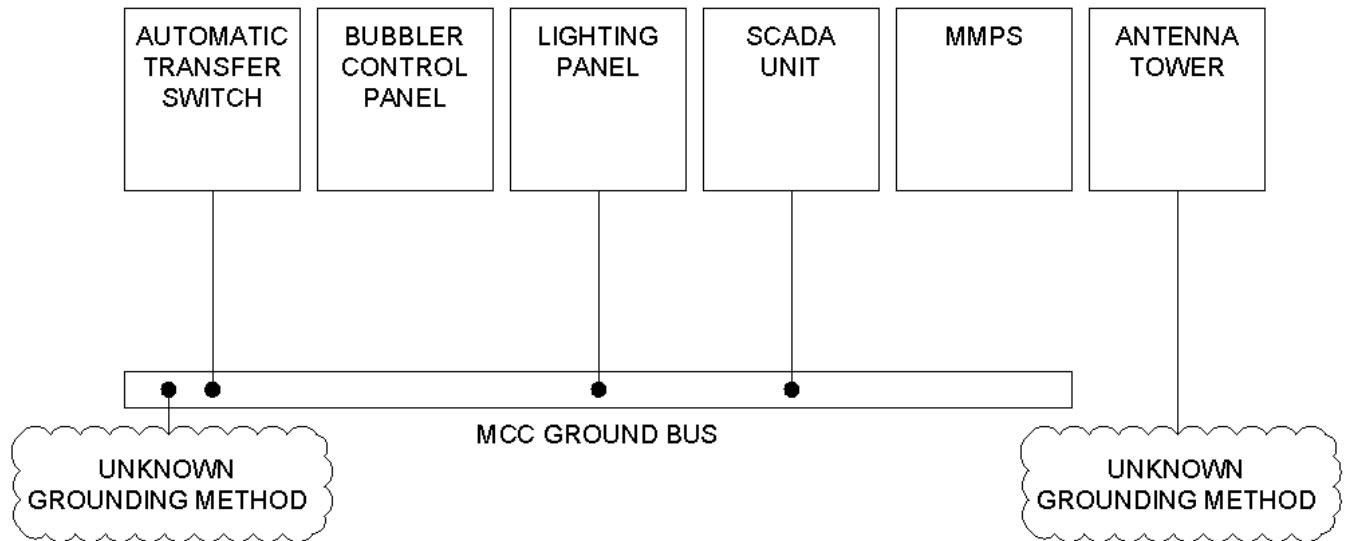 AUTOMATIC
TRANSFER
SWITCH
BUBBLER
CONTROL
PANEL
LIGHTING
PANEL
SCADA
UNIT
MMPS
ANTENNA
TOWER
MCC GROUND BUS
UNKNOWN
GROUNDING METHOD
UNKNOWN
GROUNDING METHOD